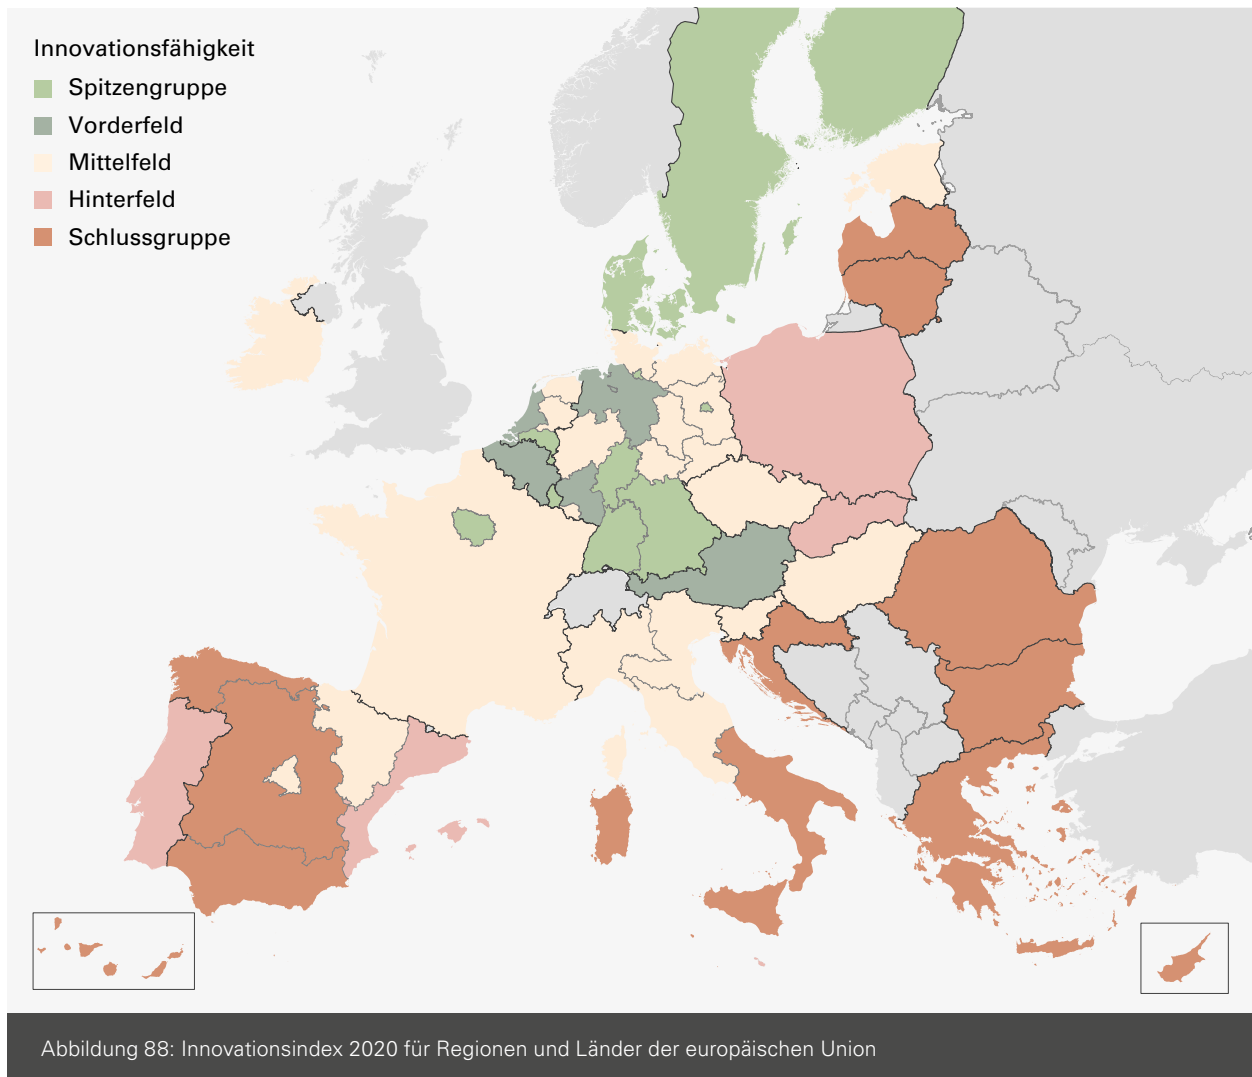 Innovationsfähigkeit
Spitzengruppe
Vorderfeld
Mittelfeld
Hinterfeld
Schlussgruppe
Abbildung 88: Innovationsindex 2020 für Regionen und Länder der europäischen Union